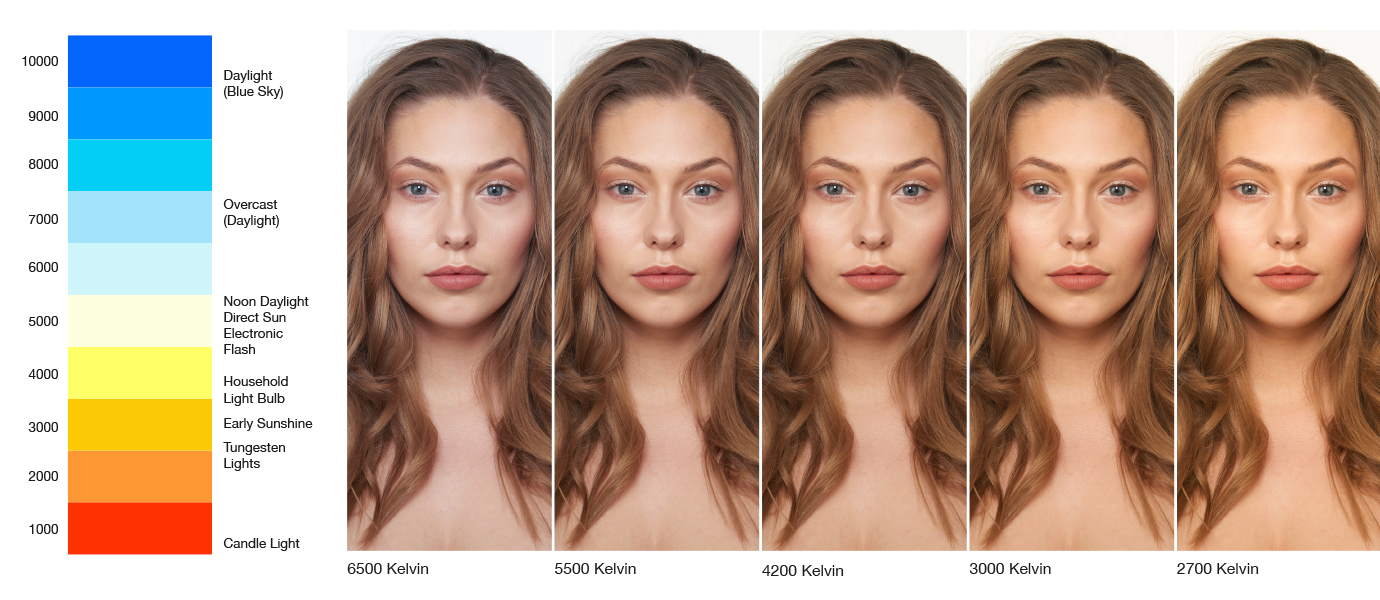 10000
9000
8000
7000
6000
5000
4000
3000
2000
1000
Daylight
(Blue Sky)
Overcast
(Daylight)
Noon Daylight
Direct Sun
Electronic
Flash
Household
Light Bulb
Early Sunshine
Tungesten
Lights
Candle Light
6500 Kelvin
5500 Kelvin
4200 Kelvin
3000 Kelvin
2700 Kelvin